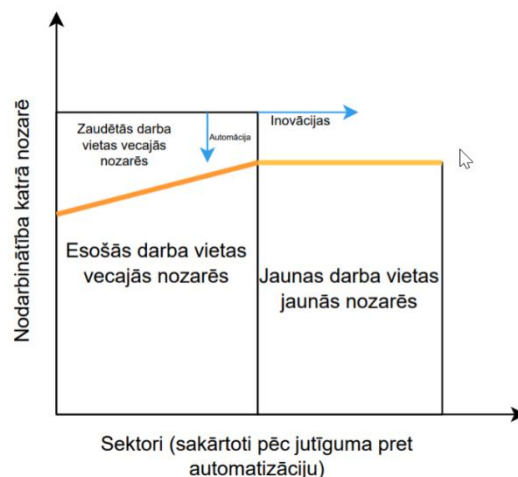 Nodarbinātība katrā nozarē
Zaudētās darba
vietas vecajās
nozarēs
Automācija
Inovācijas
Esošās darba vietas
vecajās nozarēs
Jaunas darba vietas
jaunās nozarēs
Sektori (sakārtoti pēc jutīguma pret
automatizāciju)